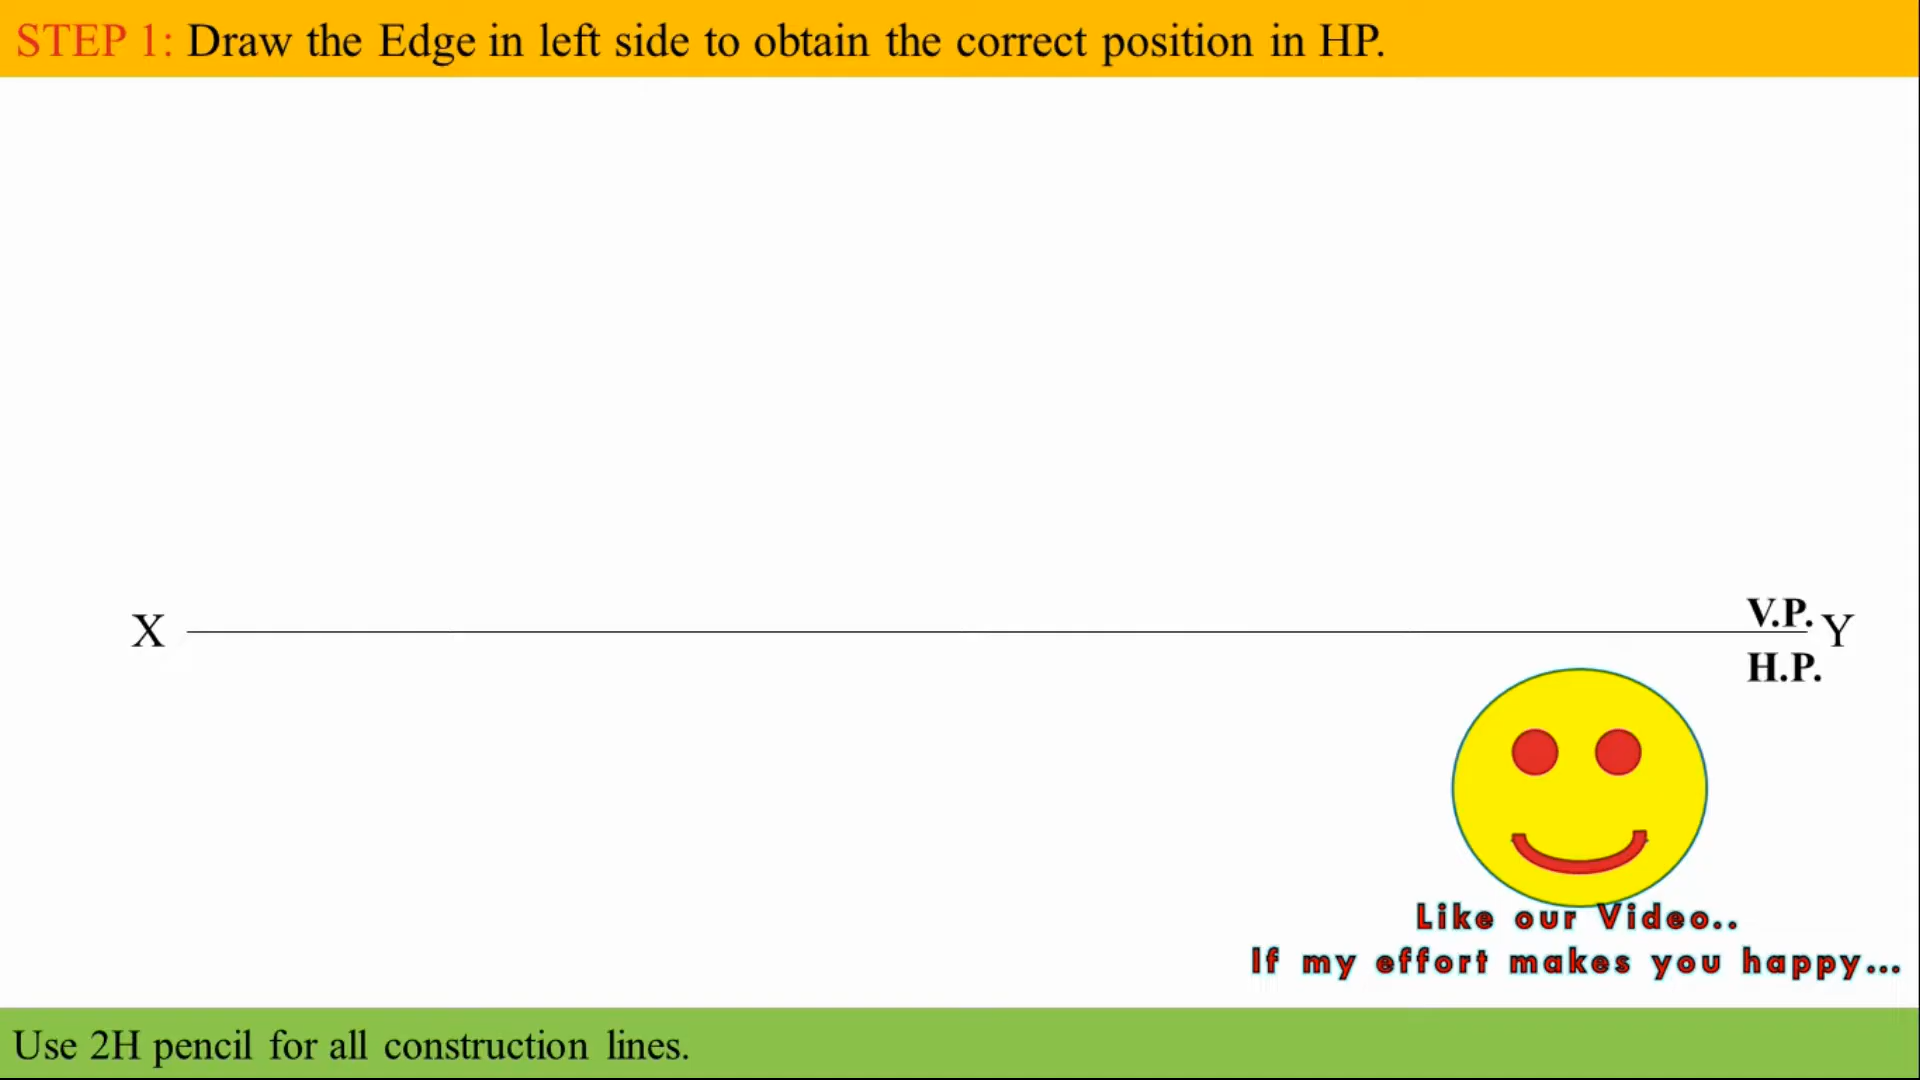 STEP 1: Draw the Edge in left side to obtain the correct position in HP.
V.P.
X Y
H.P.
Like our Video..
If my effort makes you happy...
Use 2H pencil for all construction lines.